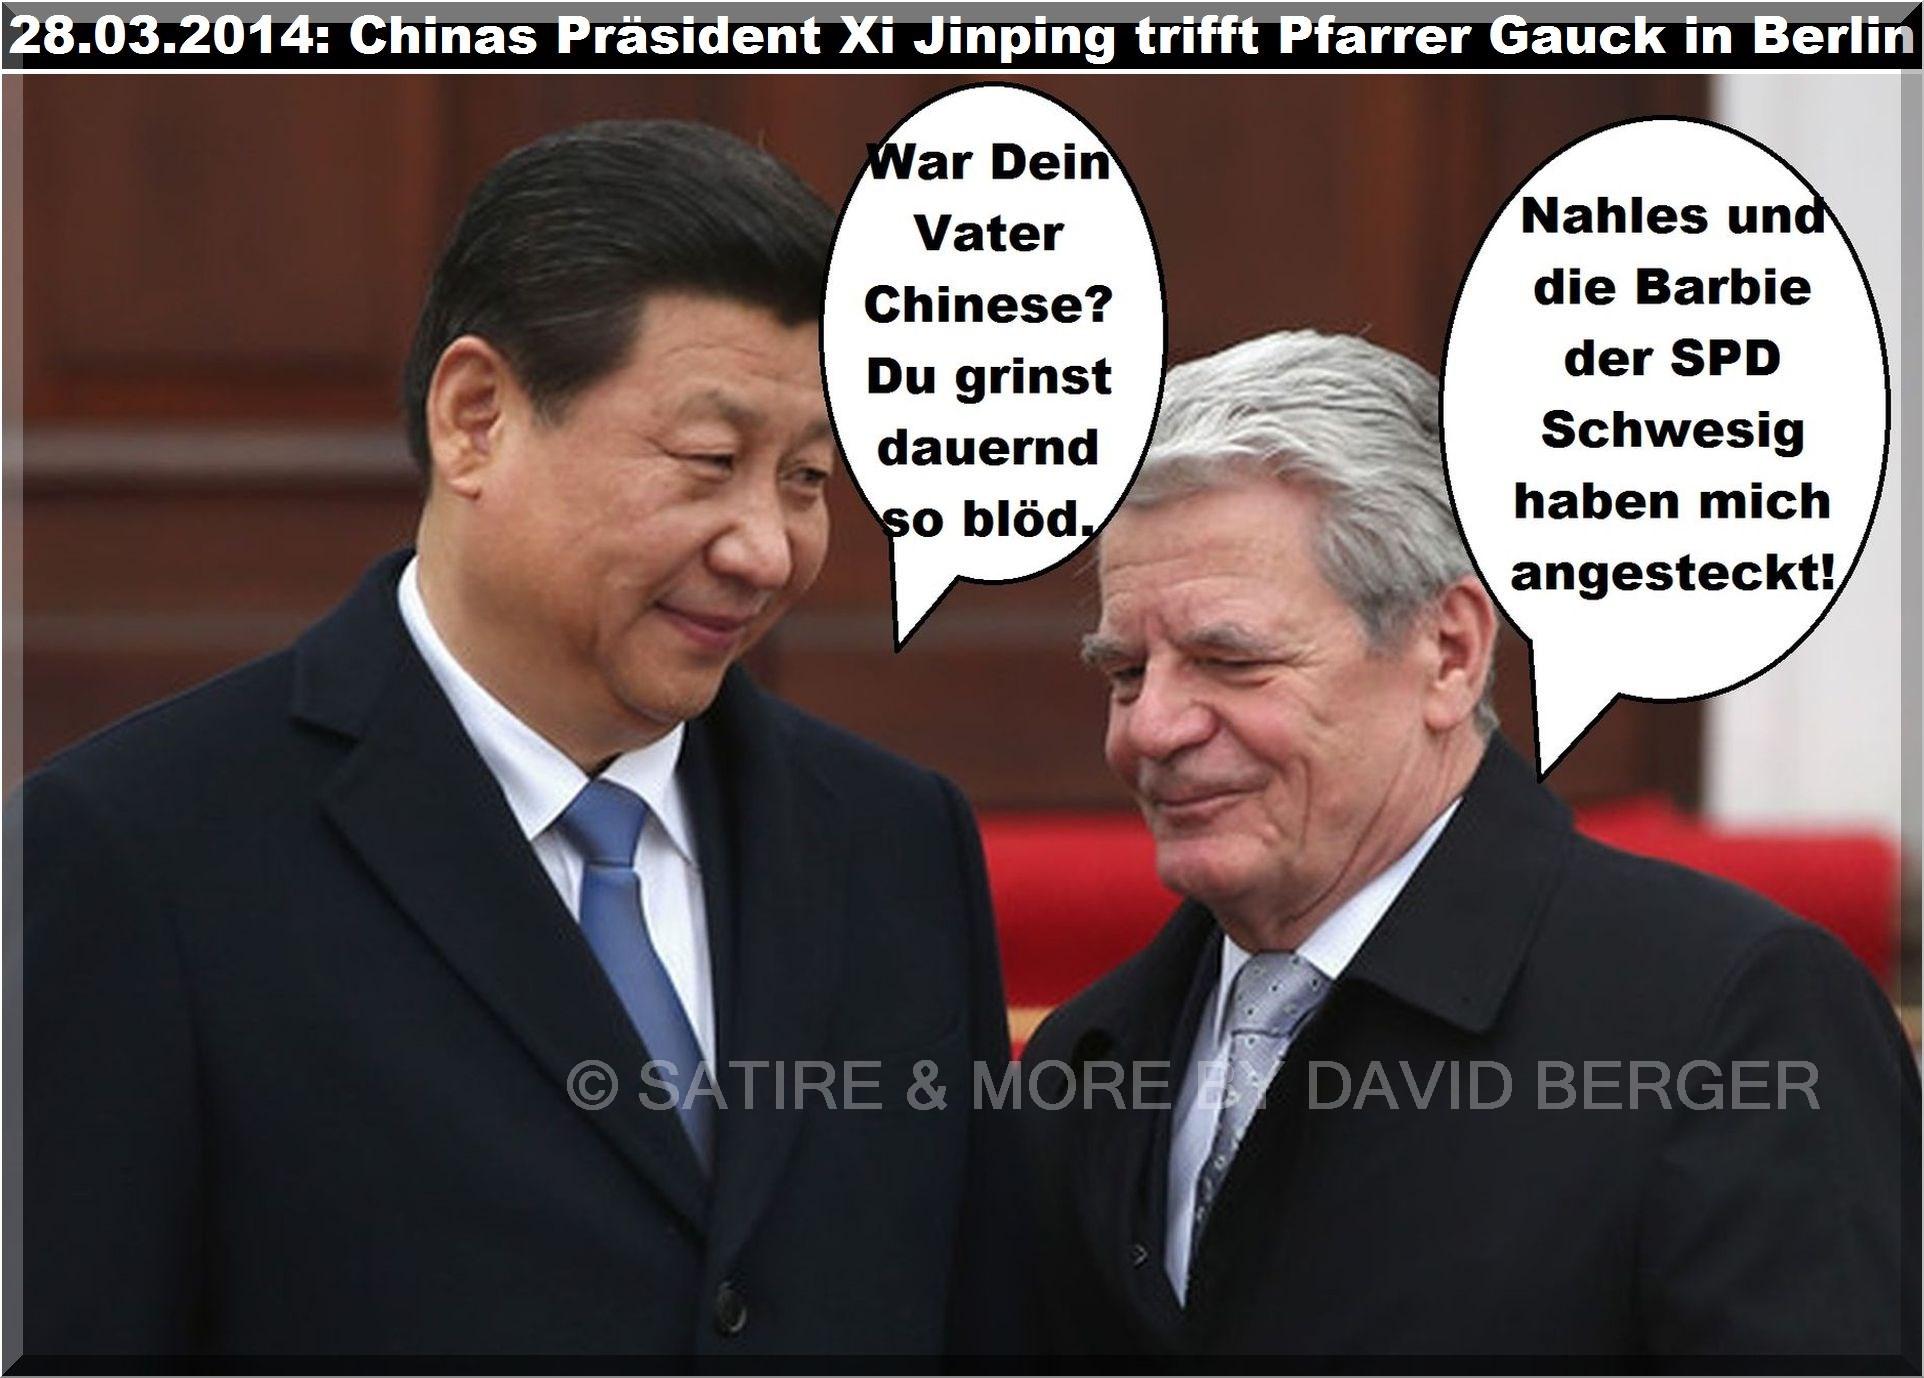 28.03.2014: Chinas Präsident Xi Jinping trifft Pfarrer Gauck in Berlin
War Dein
Vater
Chinese?
Du grinst
dauernd
so blöd.
Nahles und
die Barbie
der SPD
Schwesig
haben mich
angesteckt!
© SATIRE & MORE BY DAVID BERGER